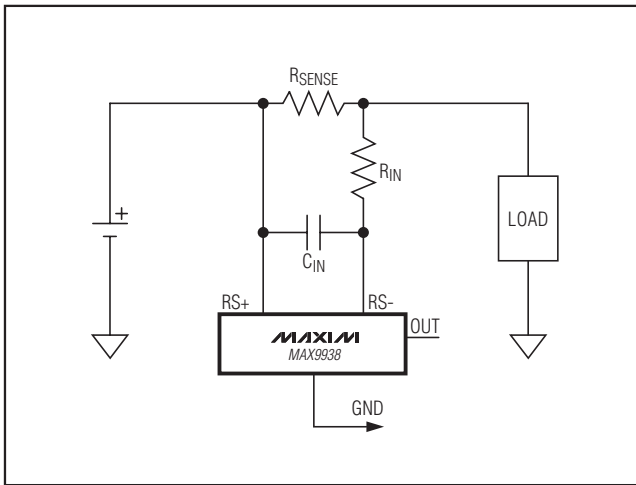 RSENSE
RIN
+
LOAD
CIN
RS+
RS-
OUT
MAXIM
MAX9938
GND